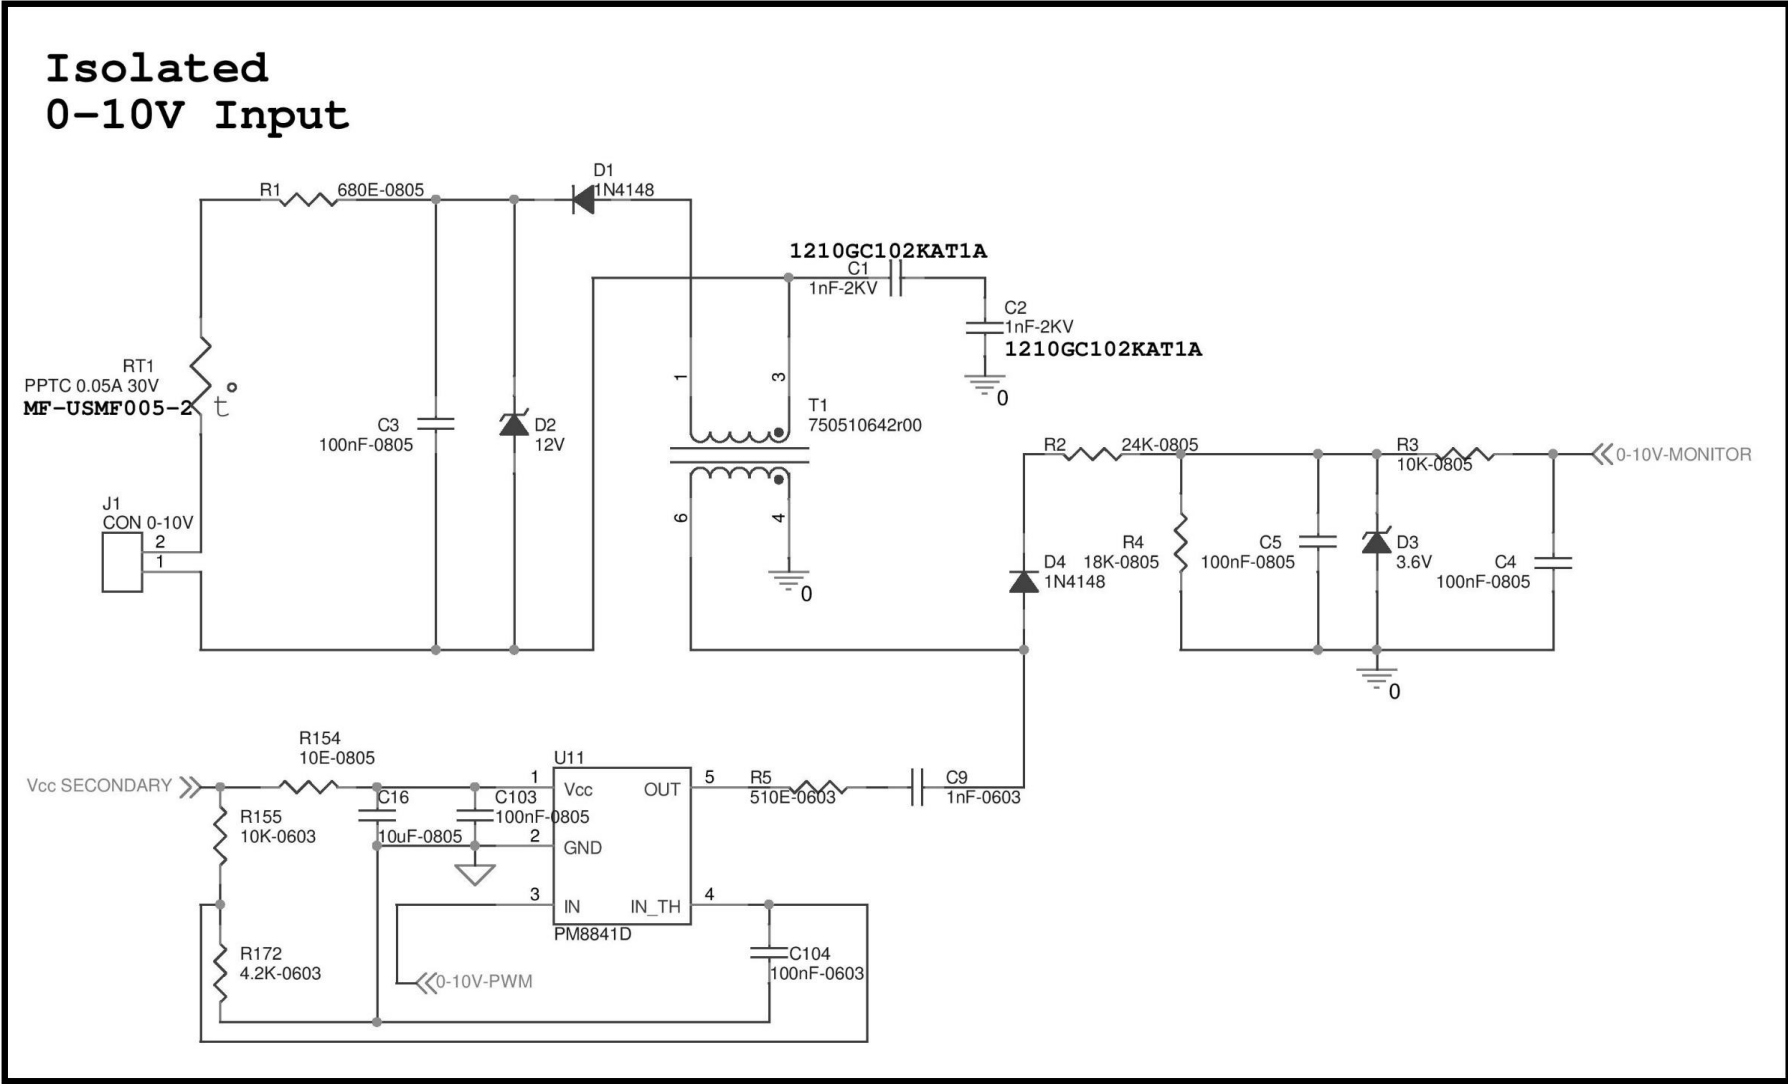 Isolated
0-10V Input
D1
1N4148
R1
680E-0805
1210GC102KAT1A
C1
1nF-2KV
C2
1nF-2KV
1210GC102KAT1A
0
RT1
PPTC 0.05A 30V
MF-USMF005-2
t°
C3
100nF-0805
D2
12V
1
3
T1
750510642r00
6
4
0
J1
CON 0-10V
2
1
R2
24K-0805
R3
10K-0805
0-10V-MONITOR
D4
1N4148
R4
18K-0805
C5
100nF-0805
D3
3.6V
C4
100nF-0805
0
R154
10E-0805
Vcc SECONDARY
R155
10K-0603
C16
10uF-0805
C103
100nF-0805
U11
1
Vcc
OUT
5
2
GND
3
IN
IN_TH
4
PM8841D
R5
510E-0603
C9
1nF-0603
R172
4.2K-0603
0-10V-PWM
C104
100nF-0603